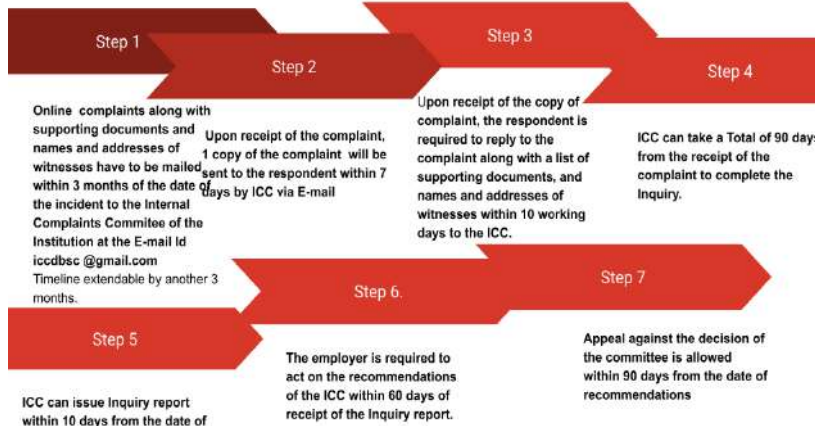 Step 1
Online complaints along with
supporting documents and
names and addresses of
witnesses have to be mailed
within 3 months of the date of
the incident to the Internal
Complaints Commitee of the
Institution at the E-mail Id
iccdbsc @gmail.com
Timeline extendable by another 3
months.
Step 2
Upon receipt of the complaint,
1 copy of the complaint will be
sent to the respondent within 7
days by ICC via E-mail
Step 3
Upon receipt of the copy of
complaint, the respondent is
required to reply to the
complaint along with a list of
supporting documents, and
names and addresses of
witnesses within 10 working
days to the ICC.
Step 4
ICC can take a Total of 90 days
from the receipt of the
complaint to complete the
Inquiry.
Step 5
ICC can issue Inquiry report
within 10 days from the date of
Step 6.
The employer is required to
act on the recommendations
of the ICC within 60 days of
receipt of the Inquiry report.
Step 7
Appeal against the decision of
the committee is allowed
within 90 days from the date of
recommendations